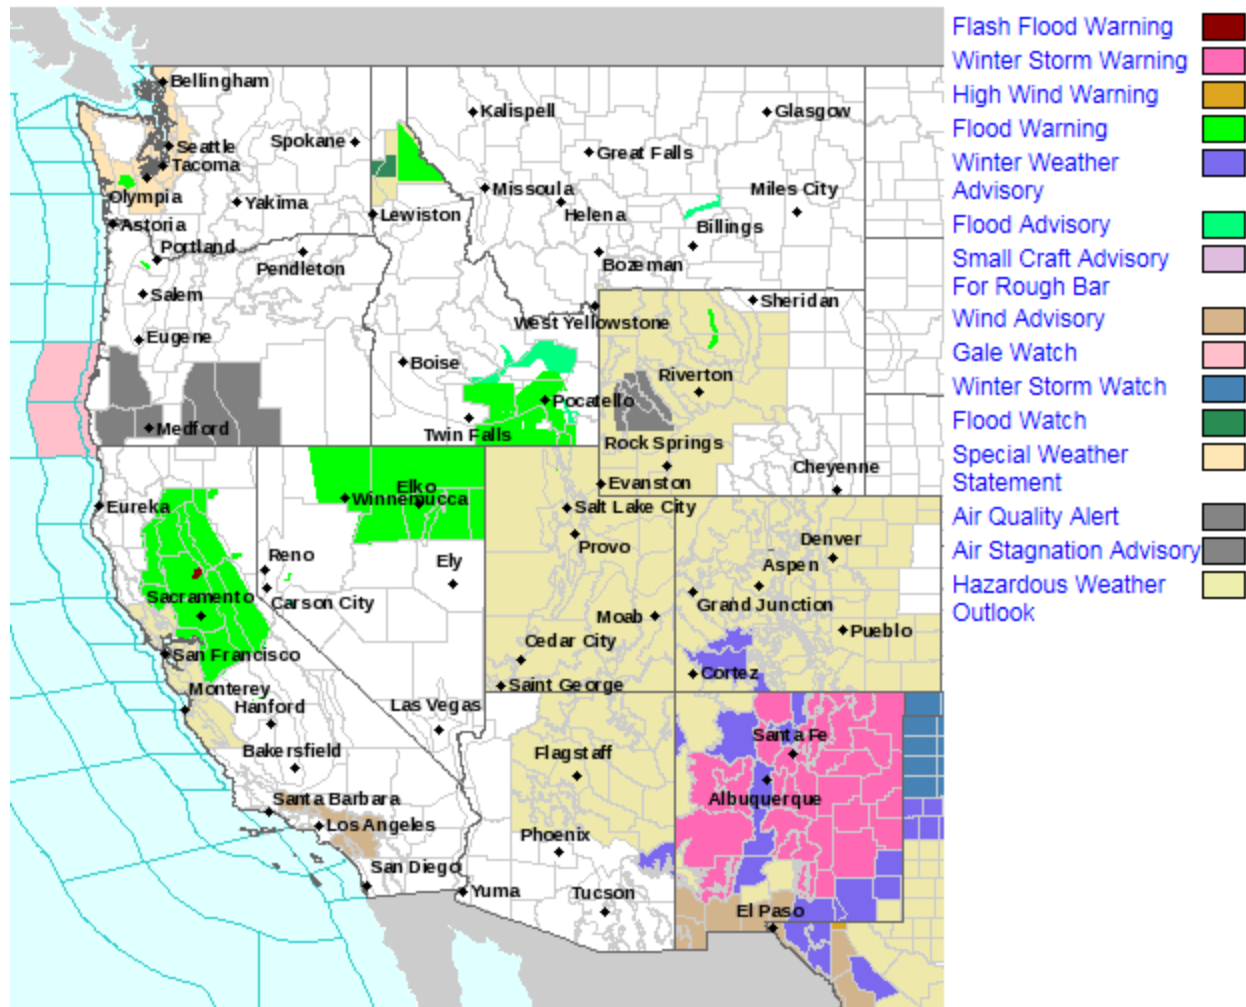 Bellingham
Kalispell
Glasgow
Seattle
Spokane
Great Falls
Tacoma
Missoula
Miles City
Olympia
Yakima
Lewiston
Helena
Astoria
Billings
Portland
Pendleton
Bozeman
Salem
Sheridan
West Yellowstone
Eugene
Boise
Riverton
Pocatello
Medford
Twin Falls
Rock Springs
Cheyenne
Elko
Evanston
Winnemucca
Eureka
Salt Lake City
Denver
Provo
Reno
Ely
Aspen
Sacramento
Carson City
Grand Junction
Moab
Pueblo
Cedar City
San Francisco
Cortez
Saint George
Monterey
Hanford
Las Vegas
Santa Fe
Bakersfield
Flagstaff
Santa Barbara
Albuquerque
Los Angeles
Phoenix
San Diego
Yuma
Tucson
El Paso
Flash Flood Warning
Winter Storm Warning
High Wind Warning
Flood Warning
Winter Weather
Advisory
Flood Advisory
Small Craft Advisory
For Rough Bar
Wind Advisory
Gale Watch
Winter Storm Watch
Flood Watch
Special Weather
Statement
Air Quality Alert
Air Stagnation Advisory
Hazardous Weather
Outlook